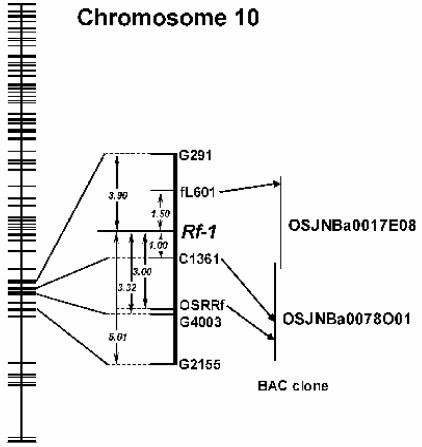 Chromosome 10
G291
fL601
3.90
1.50
OSJNBa0017E08
Rf-1
1.00
C1361
3.00
3.32
OSRRf
OSJNBa0078O01
G4003
5.01
G2155
BAC clone